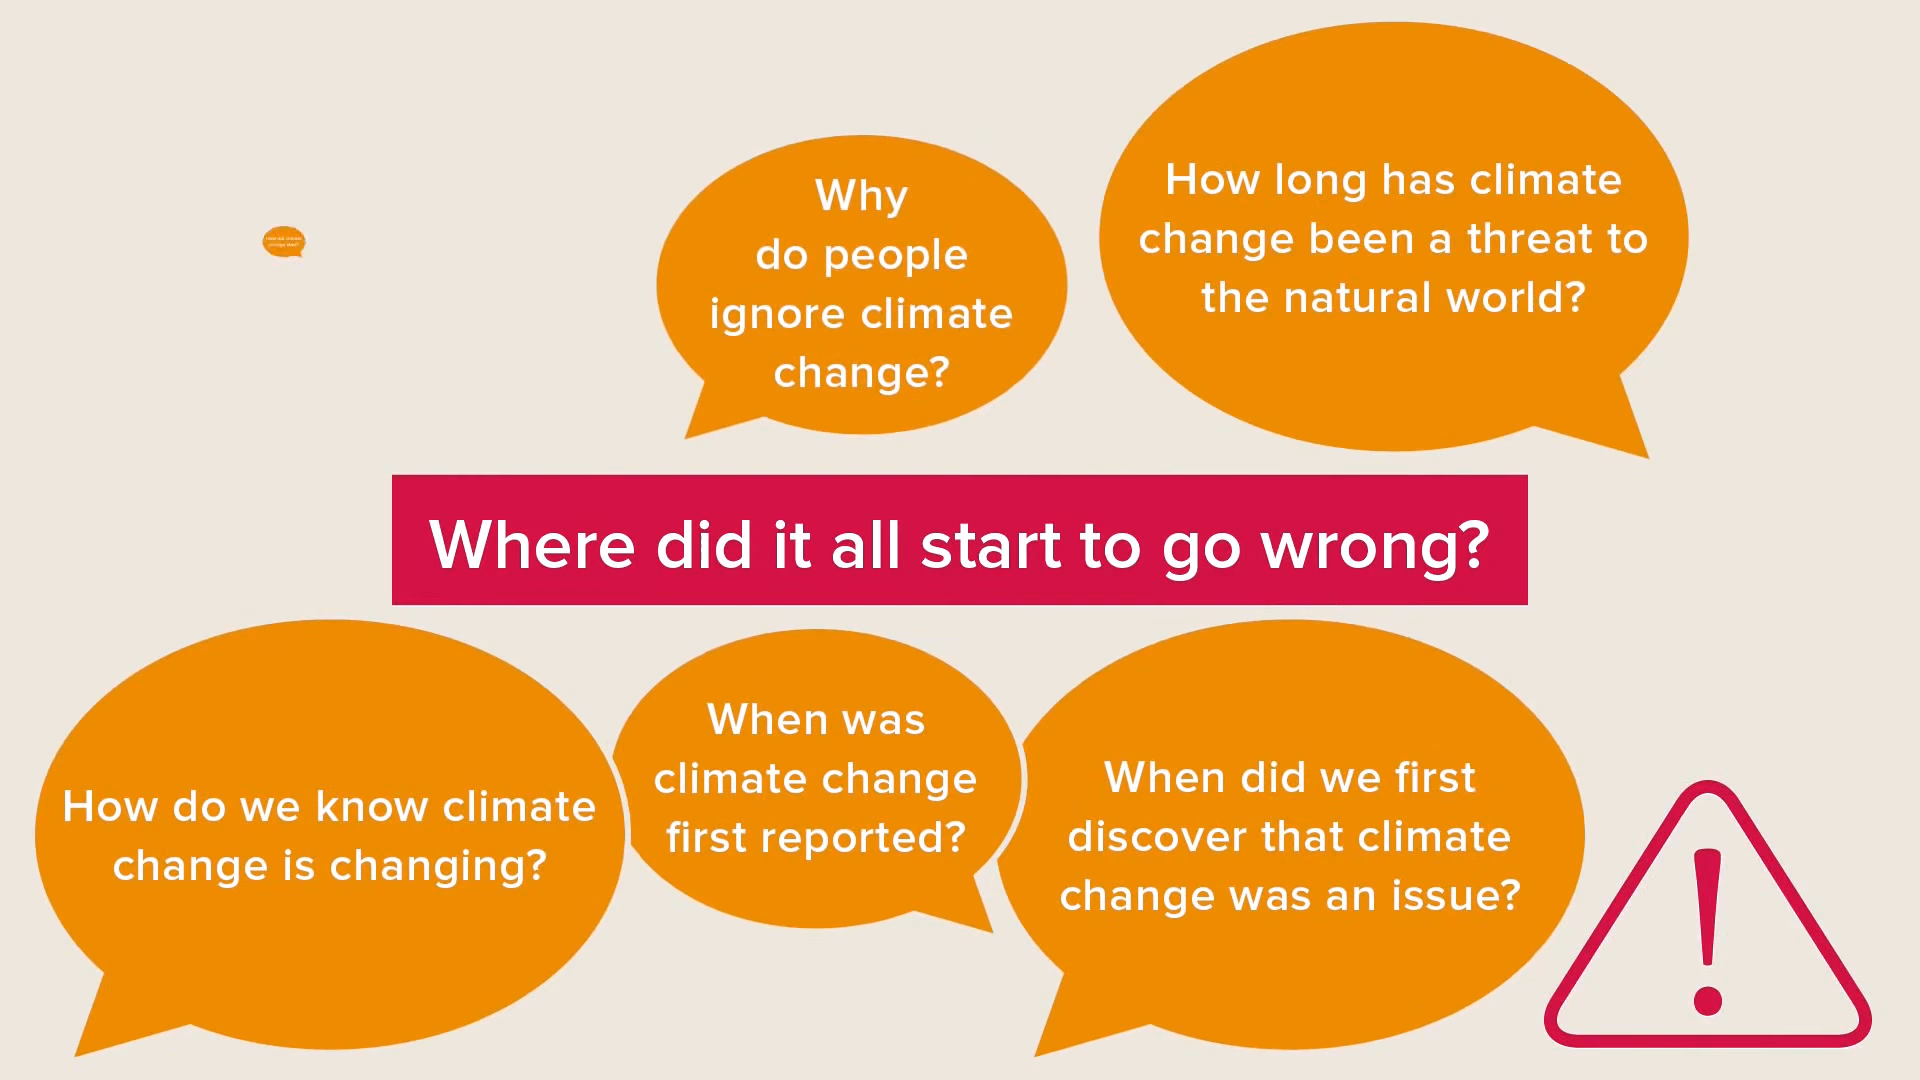 Why
do people
ignore climate
change?
How long has climate
change been a threat to
the natural world?
Where did it all start to go wrong?
How do we know climate
change is changing?
When was
climate change
first reported?
When did we first
discover that climate
change was an issue?